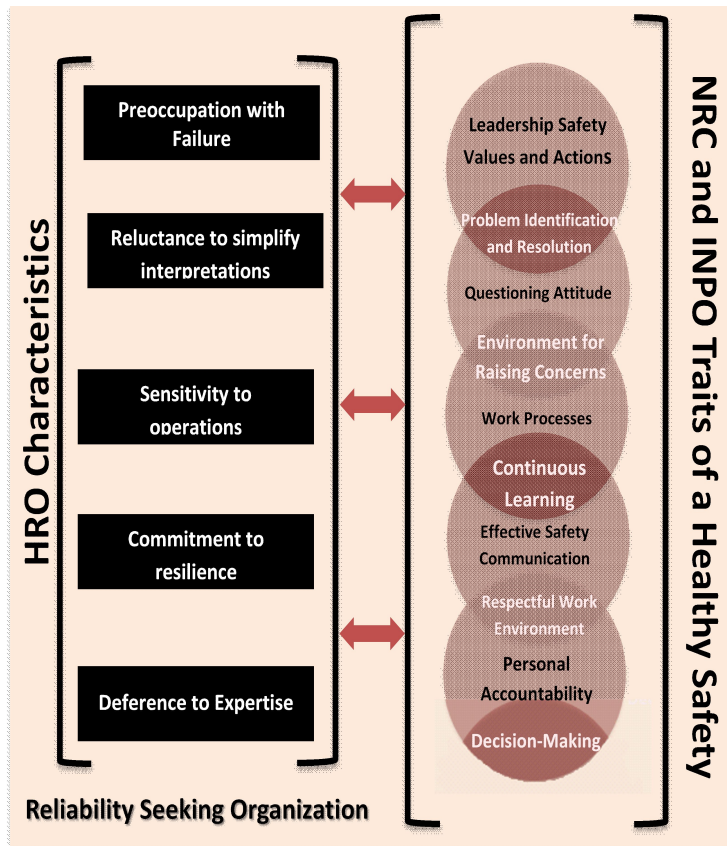 HRO Characteristics
Preoccupation with
Failure
Reluctance to simplify
interpretations
Sensitivity to
operations
Commitment to
resilience
Deference to Expertise
Reliability Seeking Organization
Leadership Safety
Values and Actions
Problem Identification
and Resolution
Questioning Attitude
Environment for
Raising Concerns
Work Processes
Continuous
Learning
Effective Safety
Communication
Respectful Work
Environment
Personal
Accountability
Decision-Making
NRC and INPO Traits of a Healthy Safety